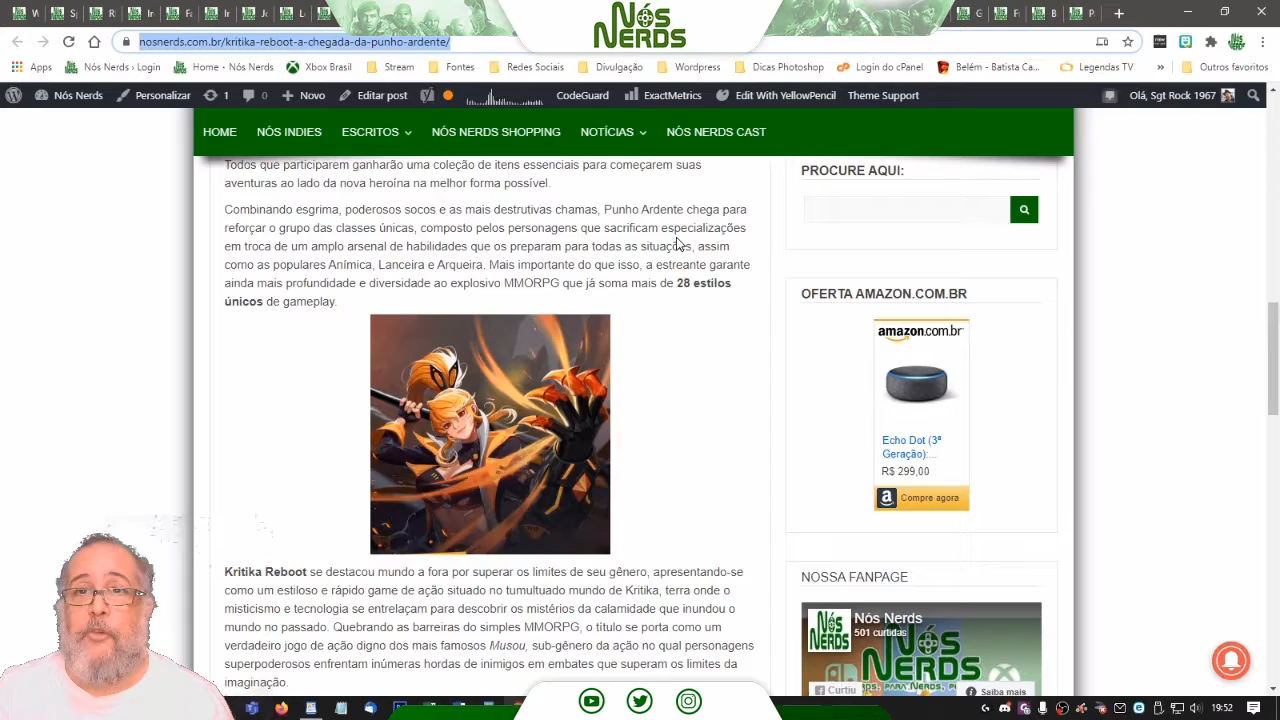 G
G
Nós
Nerds
G
G
B
G
P
nosnerds.com.br/kritika-reboot-a-chegada-da-punho-ardente/
Apps
Nós Nerds › Login
Home - Nós Nerds
Xbox Brasil
Stream
Fontes
Redes Sociais
Divulgação
Wordpress
Dicas Photoshop
Login do cPanel
Belém - Batista Ca...
Legendas TV
»
Outros favoritos
Nós Nerds
Personalizar
1
0
Novo
Editar post
CodeGuard
ExactMetrics
Edit With YellowPencil
Theme Support
Olá, Sgt Rock 1967
HOME
NÓS INDIES
ESCRITOS
NÓS NERDS SHOPPING
NOTÍCIAS
NÓS NERDS CAST
Todos que participarem ganharão uma coleção de itens essenciais para começarem suas
aventuras ao lado da nova heroína na melhor forma possível.
Combinando esgrima, poderosos socos e as mais destrutivas chamas, Punho Ardente chega para
reforçar o grupo das classes únicas, composto pelos personagens que sacrificam especializações
em troca de um amplo arsenal de habilidades que os preparam para todas as situações, assim
como as populares Anímica, Lanceira e Arqueira. Mais importante do que isso, a estreante garante
ainda mais profundidade e diversidade ao explosivo MMORPG que já soma mais de 28 estilos
únicos de gameplay.
Kritika Reboot se destacou mundo a fora por superar os limites de seu gênero, apresentando-se
como um estiloso e rápido game de ação situado no tumultuado mundo de Kritika, terra onde o
misticismo e tecnologia se entrelaçam para descobrir os mistérios da calamidade que inundou o
mundo no passado. Quebrando as barreiras do simples MMORPG, o título se porta como um
verdadeiro jogo de ação digno dos mais famosos Musou, sub-gênero da ação no qual personagens
superpoderosos enfrentam inúmeras hordas de inimigos em embates que superam os limites da
imaginação.
PROCURE AQUI:
OFERTA AMAZON.COM.BR
amazon.com.br
Echo Dot (3ª
Geração):...
R$ 299,00
Compre agora
NOSSA FANPAGE
Nós Nerds
501 curtidas
Nós
Nerds
Curtiu
Saiba mais
19:52